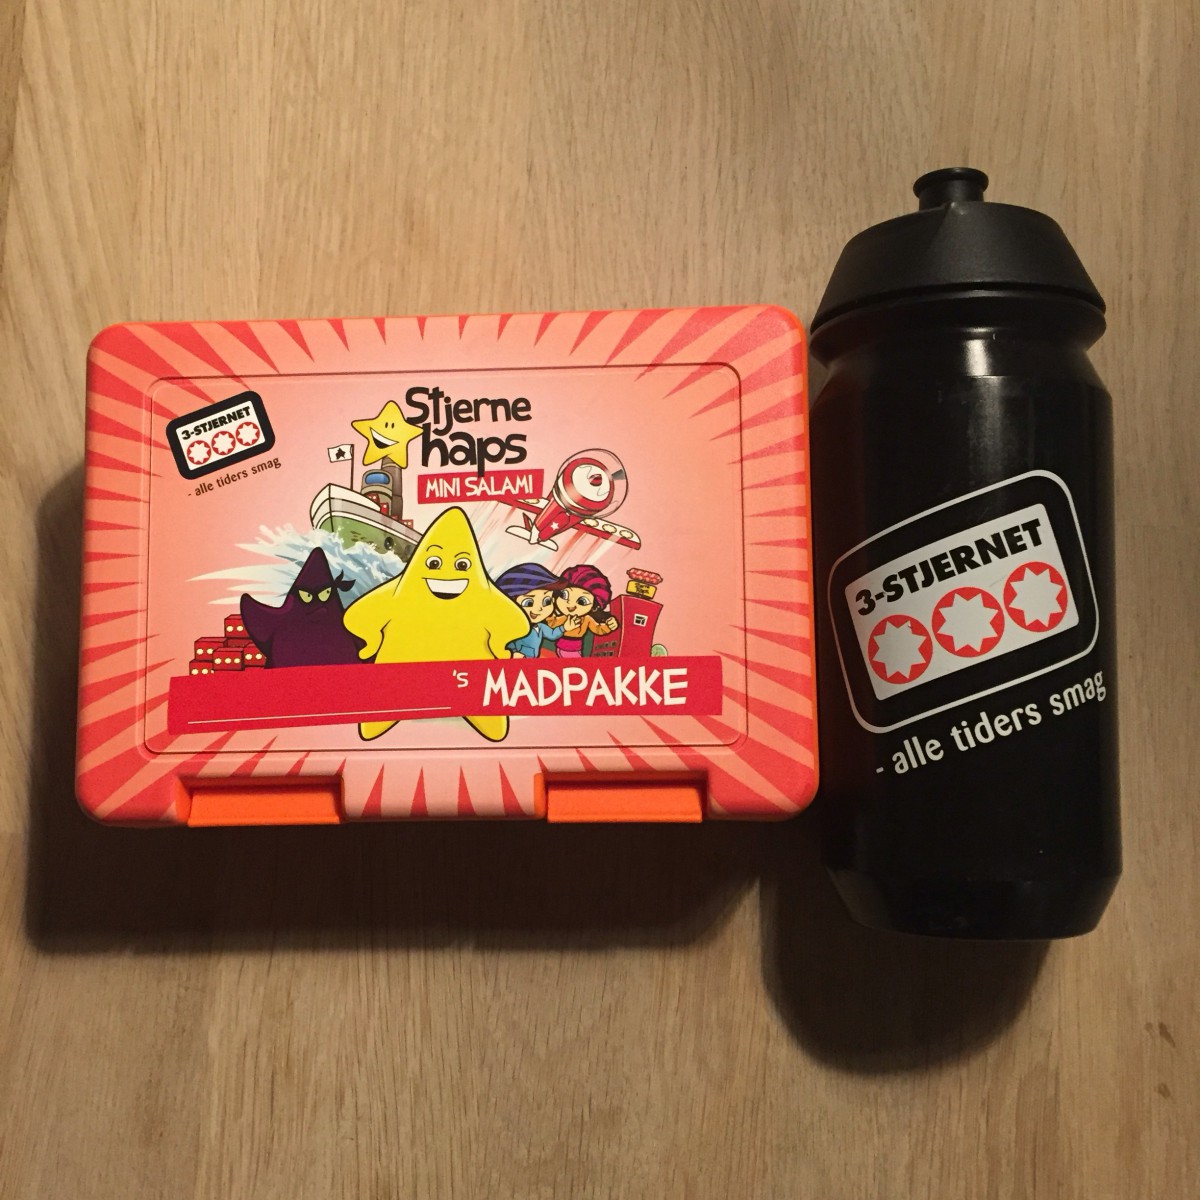 3-STJERNET
- alle tiders smag
Stjerne
haps
MINI SALAMI
's MADPAKKE
3-STJERNET
- alle tiders smag